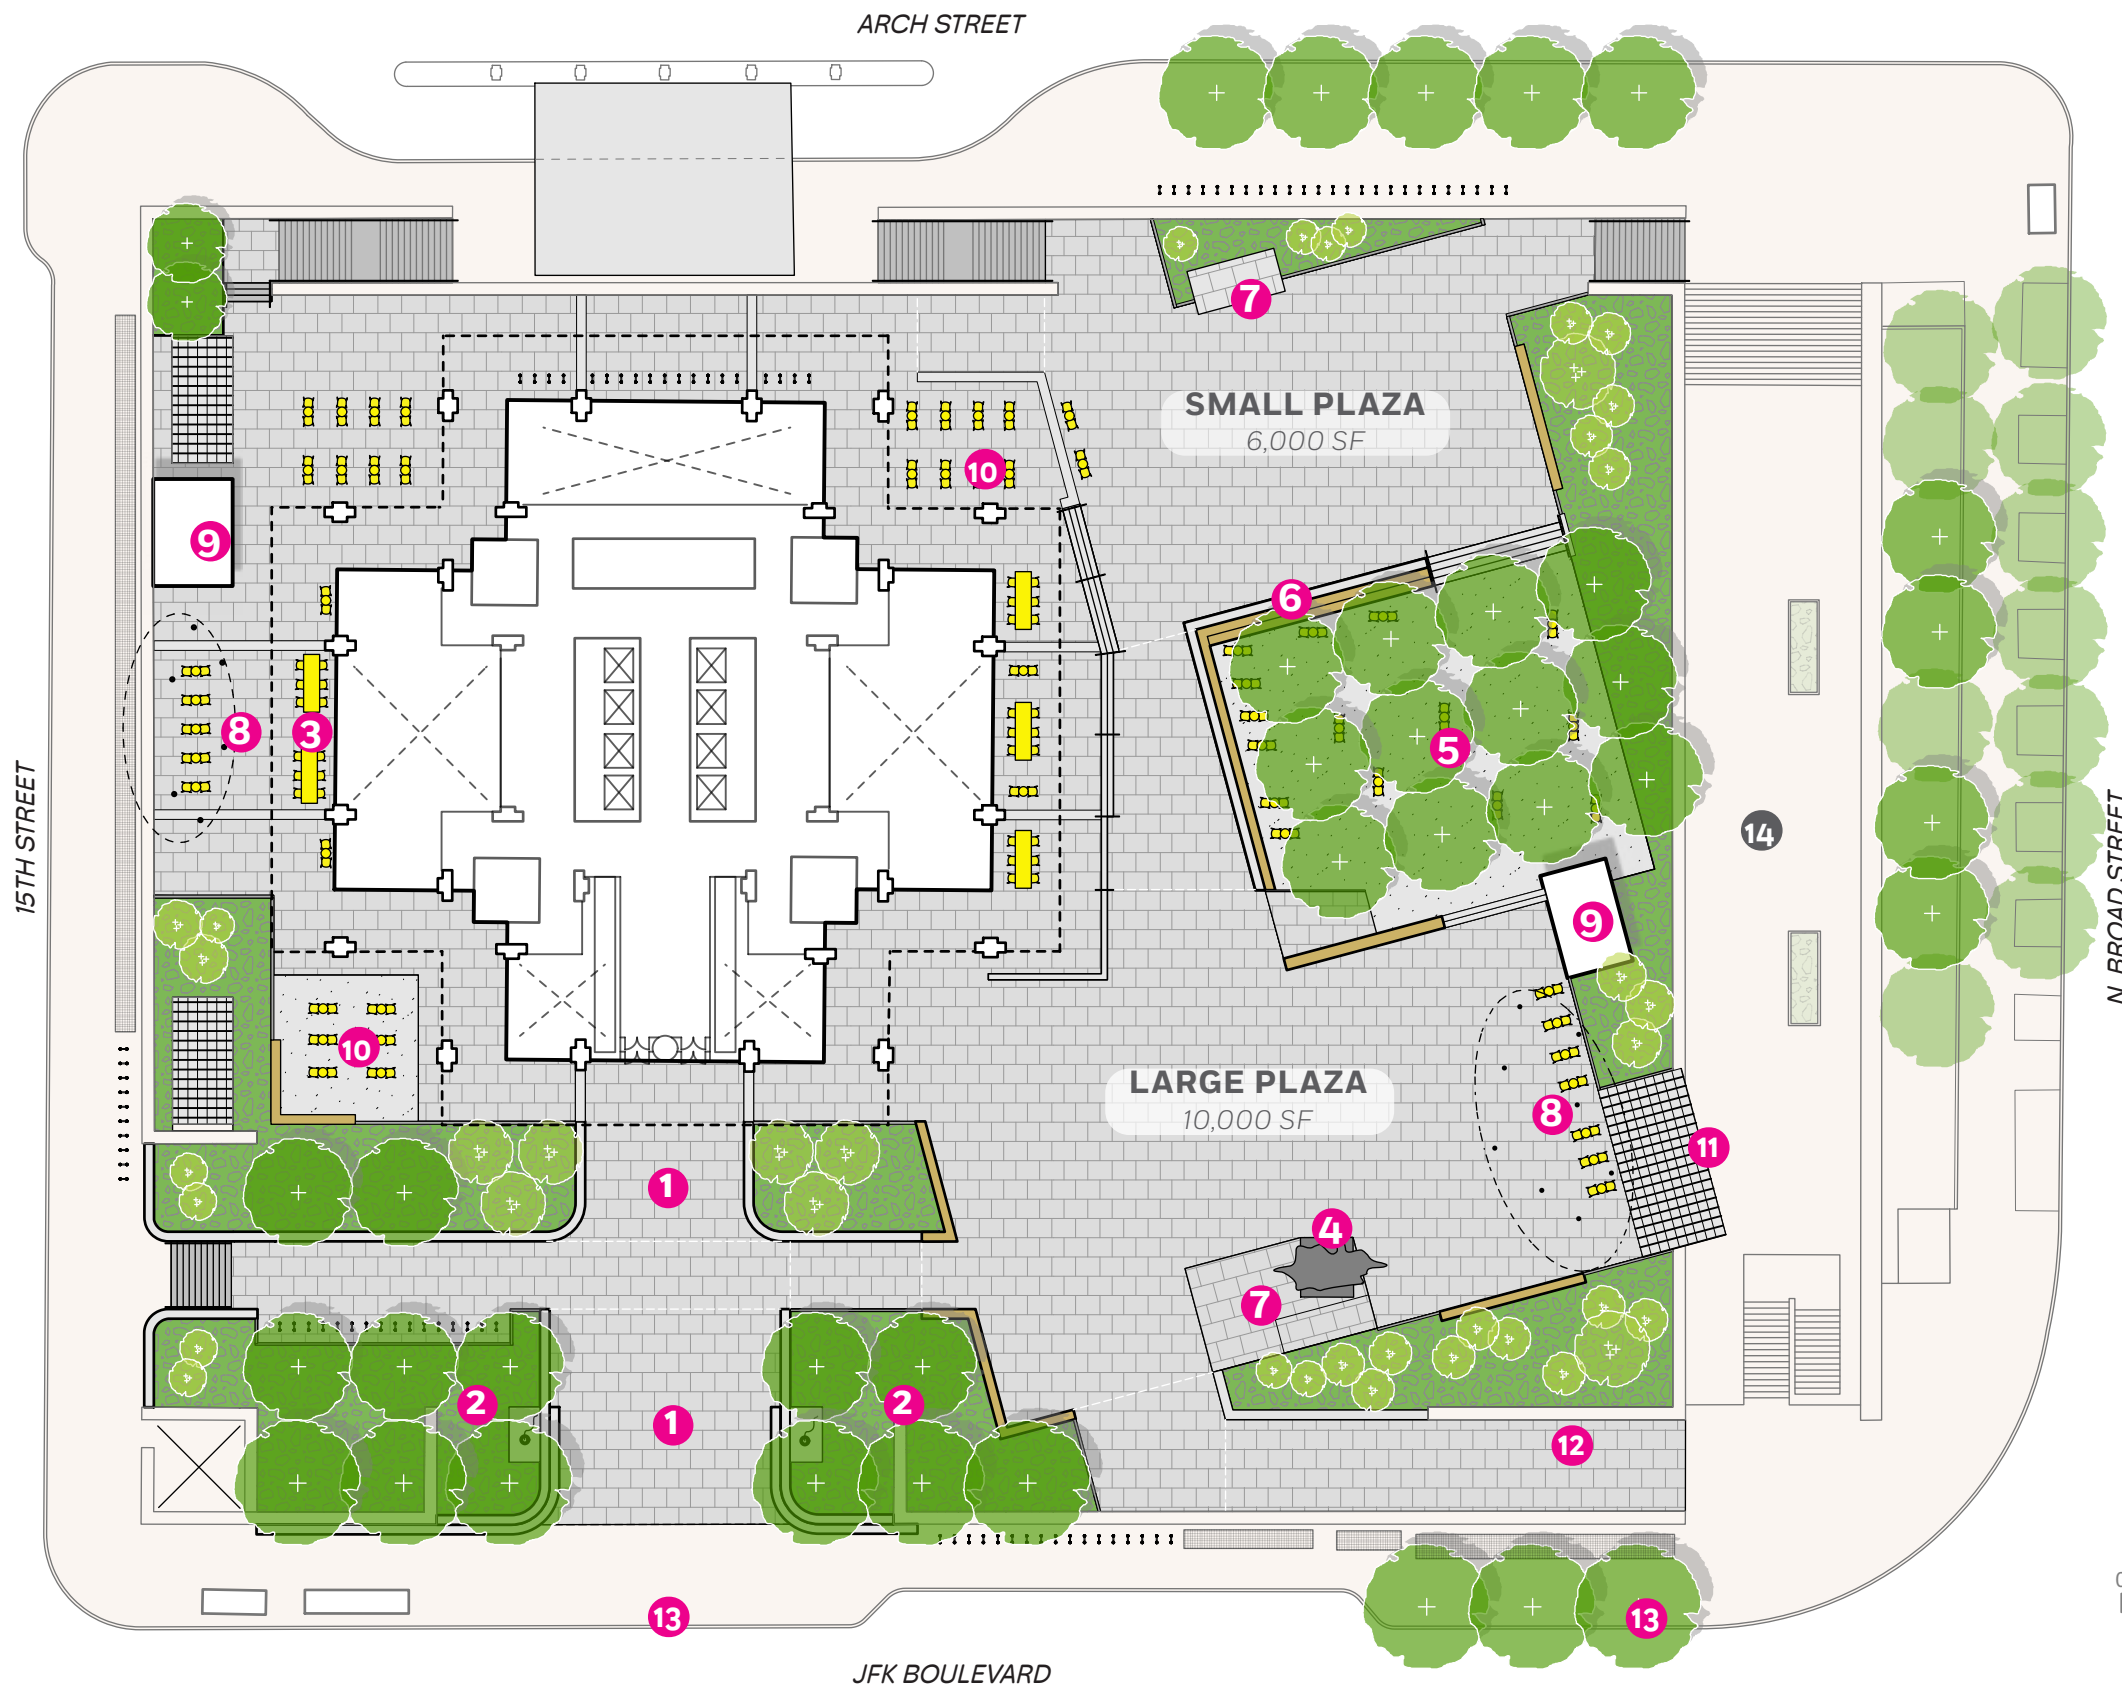 ARCH STREET
7
SMALL PLAZA
6,000 SF
10
9
6
8
3
5
14
15TH STREET
N. BROAD STREET
9
10
LARGE PLAZA
10,000 SF
8
11
1
4
7
2
2
1
12
13
13
JFK BOULEVARD